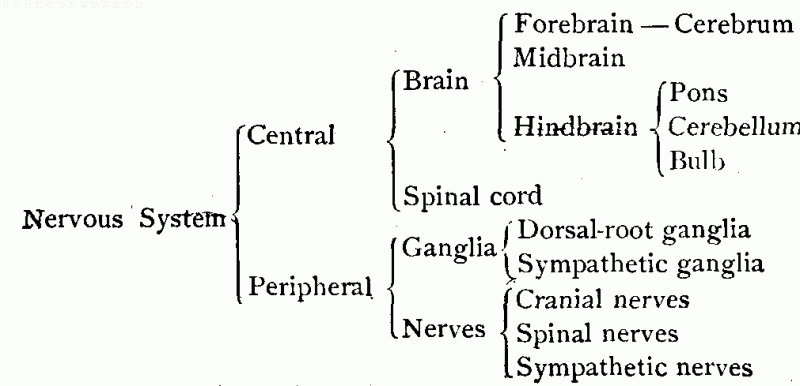 Forebrain — Cerebrum
Midbrain
Brain
Pons
Hindbrain
Cerebellum
Central
Bulb
Spinal cord
Nervous System
Dorsal-root ganglia
Ganglia
Sympathetic ganglia
Peripheral
Cranial nerves
Nerves
Spinal nerves
Sympathetic nerves